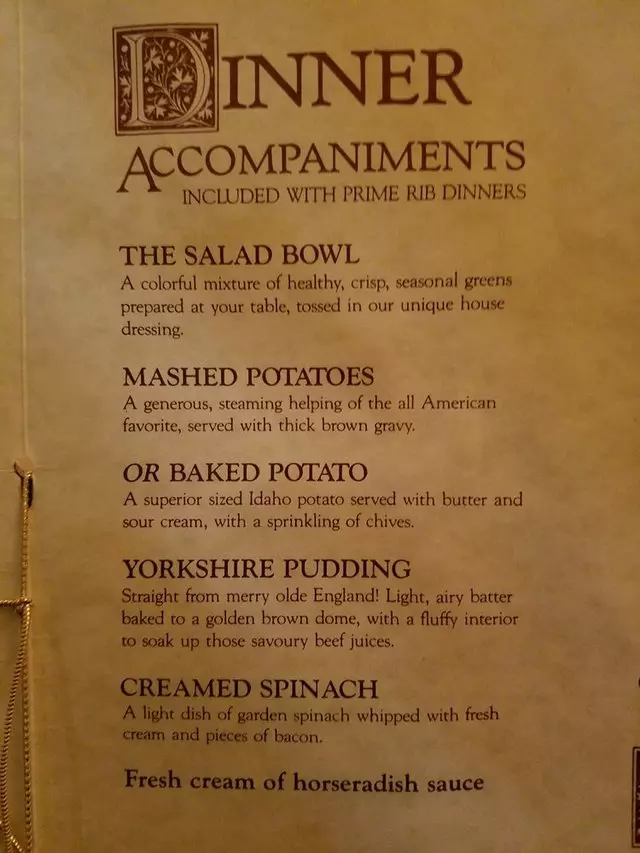 DINNER
ACCOMPANIMENTS
INCLUDED WITH PRIME RIB DINNERS
THE SALAD BOWL
A colorful mixture of healthy, crisp, seasonal greens
prepared at your table, tossed in our unique house
dressing.
MASHED POTATOES
A generous, steaming helping of the all American
favorite, served with thick brown gravy.
OR BAKED POTATO
A superior sized Idaho potato served with butter and
sour cream, with a sprinkling of chives.
YORKSHIRE PUDDING
Straight from merry olde England! Light, airy batter
baked to a golden brown dome, with a fluffy interior
to soak up those savoury beef juices.
CREAMED SPINACH
A light dish of garden spinach whipped with fresh
cream and pieces of bacon.
Fresh cream of horseradish sauce